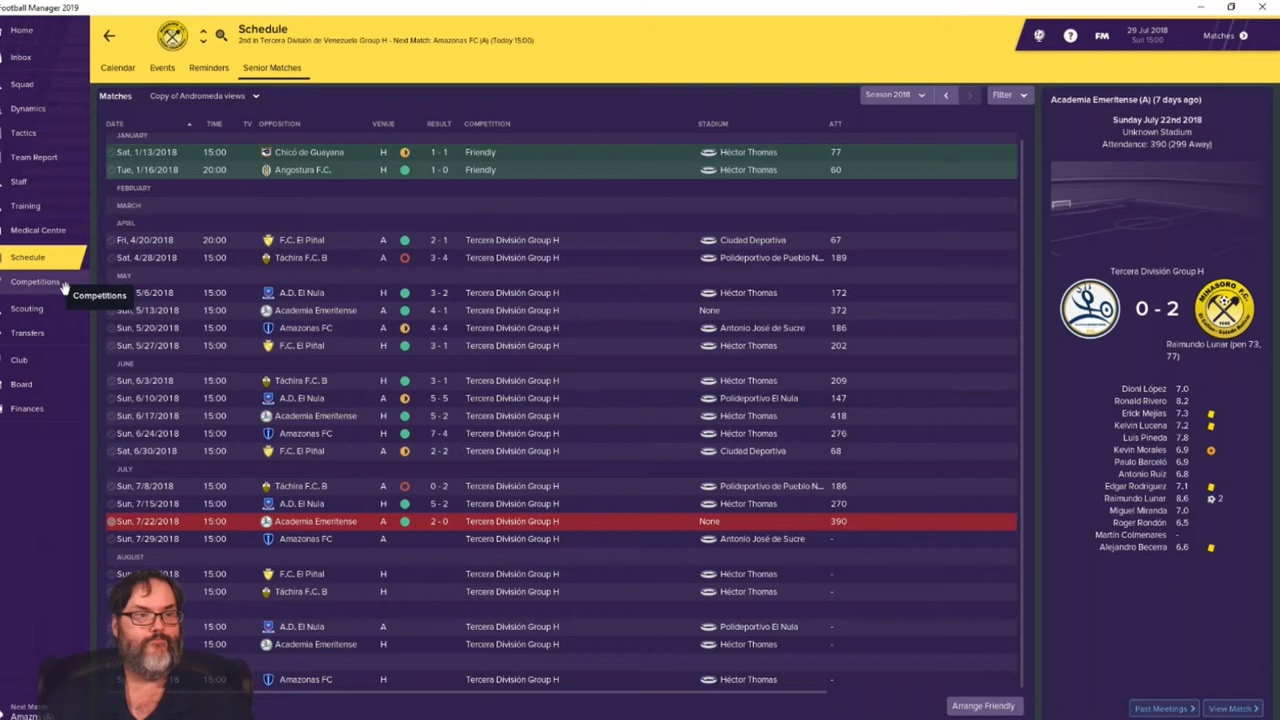 Football Manager 2019
Home
Inbox
Squad
Dynamics
Tactics
Team Report
Staff
Training
Medical Centre
Schedule
Competitions
Competitions
Scouting
Transfers
Club
Board
Finances
Schedule
2nd in Tercera División de Venezuela Group H - Next Match: Amazonas FC (A) (Today 15:00)
FM
29 Jul 2018
Sun 15:00
Matches
Calendar Events Reminders Senior Matches
Matches Copy of Andromeda views
Season 2018 Filter
DATE TIME TV OPPOSITION VENUE RESULT COMPETITION STADIUM ATT
JANUARY
Sat, 1/13/2018 15:00 Chicó de Guayana H 1 - 1 Friendly Héctor Thomas 77
Tue, 1/16/2018 20:00 Angostura F.C. H 1 - 0 Friendly Héctor Thomas 60
FEBRUARY
MARCH
APRIL
Fri, 4/20/2018 20:00 F.C. El Piñal A 2 - 1 Tercera División Group H Ciudad Deportiva 67
Sat, 4/28/2018 15:00 Táchira F.C. B A 3 - 4 Tercera División Group H Polideportivo de Pueblo N... 189
MAY
5/6/2018 15:00 A.D. El Nula H 3 - 2 Tercera División Group H Héctor Thomas 172
Sun, 5/13/2018 15:00 Academia Emeritense A 4 - 1 Tercera División Group H None 372
Sun, 5/20/2018 15:00 Amazonas FC A 4 - 4 Tercera División Group H Antonio José de Sucre 186
Sun, 5/27/2018 15:00 F.C. El Piñal H 3 - 1 Tercera División Group H Héctor Thomas 202
JUNE
Sun, 6/3/2018 15:00 Táchira F.C. B H 3 - 1 Tercera División Group H Héctor Thomas 209
Sun, 6/10/2018 15:00 A.D. El Nula A 5 - 5 Tercera División Group H Polideportivo El Nula 147
Sun, 6/17/2018 15:00 Academia Emeritense H 5 - 2 Tercera División Group H Héctor Thomas 418
Sun, 6/24/2018 15:00 Amazonas FC H 7 - 4 Tercera División Group H Héctor Thomas 276
Sat, 6/30/2018 15:00 F.C. El Piñal A 2 - 2 Tercera División Group H Ciudad Deportiva 68
JULY
Sun, 7/8/2018 15:00 Táchira F.C. B A 0 - 2 Tercera División Group H Polideportivo de Pueblo N... 186
Sun, 7/15/2018 15:00 A.D. El Nula H 5 - 2 Tercera División Group H Héctor Thomas 270
Sun, 7/22/2018 15:00 Academia Emeritense A 2 - 0 Tercera División Group H None 390
Sun, 7/29/2018 15:00 Amazonas FC A Tercera División Group H Antonio José de Sucre -
AUGUST
15:00 F.C. El Piñal H Tercera División Group H Héctor Thomas -
15:00 Táchira F.C. B H Tercera División Group H Héctor Thomas -
15:00 A.D. El Nula A Tercera División Group H Polideportivo El Nula -
15:00 Academia Emeritense H Tercera División Group H Héctor Thomas -
15:00 Amazonas FC H Tercera División Group H Héctor Thomas -
Arrange Friendly
Next Ma
Amaz
Academia Emeritense (A) (7 days ago)
Sunday July 22nd 2018
Unknown Stadium
Attendance: 390 (299 Away)
Tercera División Group H
0 - 2
MINASORO F.C.
Raimundo Lunar (pen 73,
77)
Dioni López 7.0
Ronald Rivero 8.2
Erick Mejías 7.3
Kelvin Lucena 7.2
Luis Pineda 7.8
Kevin Morales 6.9
Paulo Barceló 6.9
Antonio Ruíz 6.8
Edgar Rodríguez 7.1
Raimundo Lunar 8.6 2
Miguel Miranda 7.0
Roger Rondón 6.5
Martín Colmenares -
Alejandro Becerra 6.6
Past Meetings > View Match >